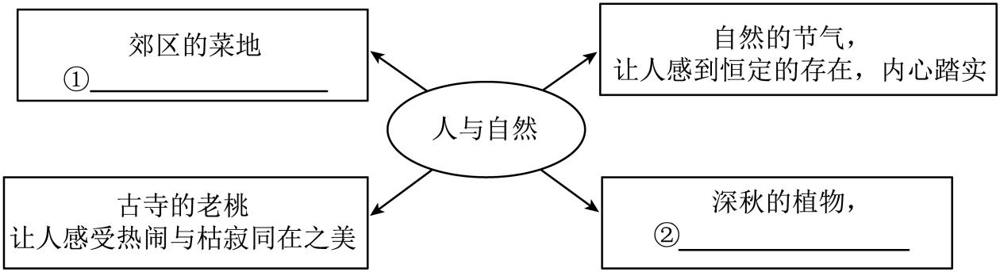 郊区的菜地
①
自然的节气，
让人感到恒定的存在，内心踏实
人与自然
古寺的老桃
让人感受热闹与枯寂同在之美
深秋的植物，
②